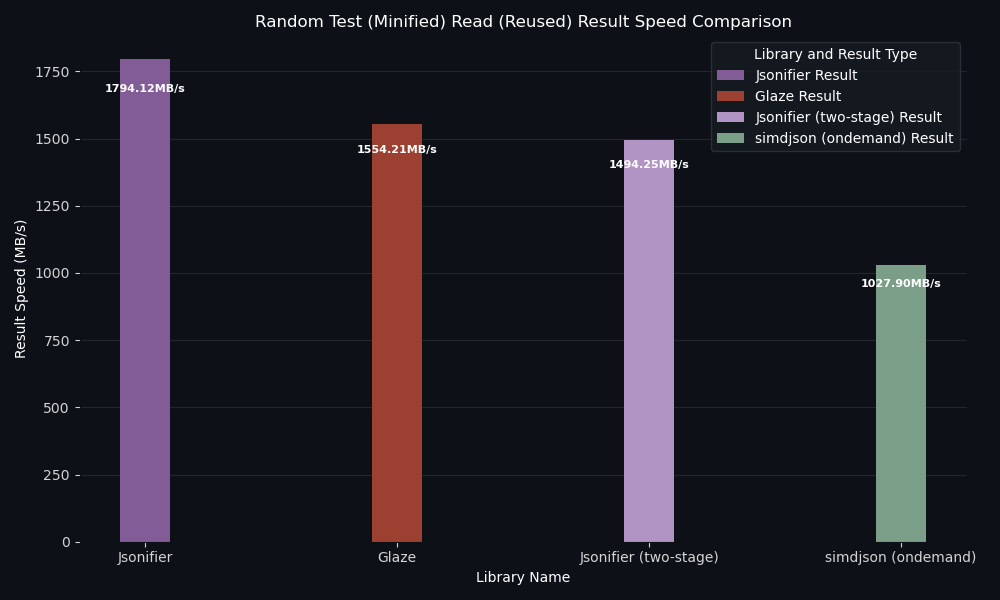 Random Test (Minified) Read (Reused) Result Speed Comparison
Library and Result Type
Jsonifier Result
Glaze Result
Jsonifier (two-stage) Result
simdjson (ondemand) Result
Result Speed (MB/s)
1750
1500
1250
1000
750
500
250
0
1794.12MB/s
1554.21MB/s
1494.25MB/s
1027.90MB/s
Jsonifier
Glaze
Jsonifier (two-stage)
simdjson (ondemand)
Library Name